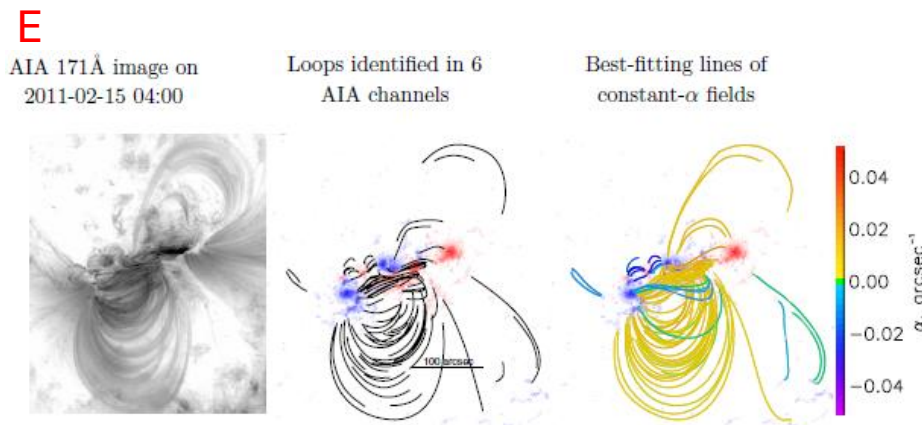 E
AIA 171Å image on
2011-02-15 04:00
Loops identified in 6
AIA channels
Best-fitting lines of
constant-α fields
100 arcsec
0.04
0.02
0.00
−0.02
−0.04
α, arcsec⁻¹